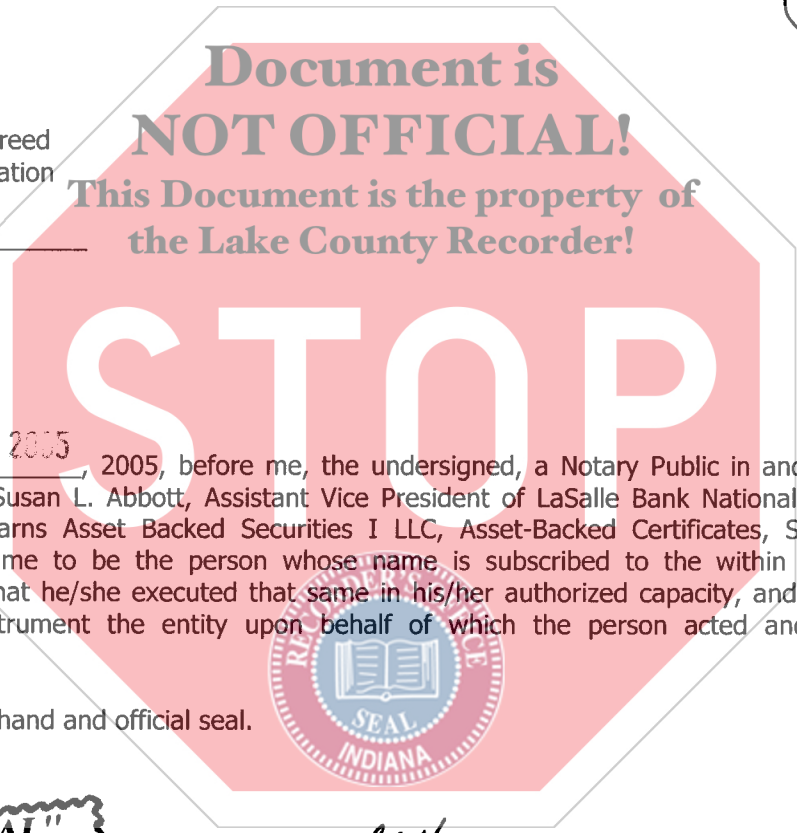 Document is
NOT OFFICIAL!
reed
ation
This Document is the property of
the Lake County Recorder!
STOP
2005
, 2005, before me, the undersigned, a Notary Public in and
Susan L. Abbott, Assistant Vice President of LaSalle Bank National
arns Asset Backed Securities I LLC, Asset-Backed Certificates, S
me to be the person whose name is subscribed to the within
hat he/she executed that same in his/her authorized capacity, and
trument the entity upon behalf of which the person acted and
RECORDER'S OFFICE
SEAL
INDIANA
hand and official seal.
AL"